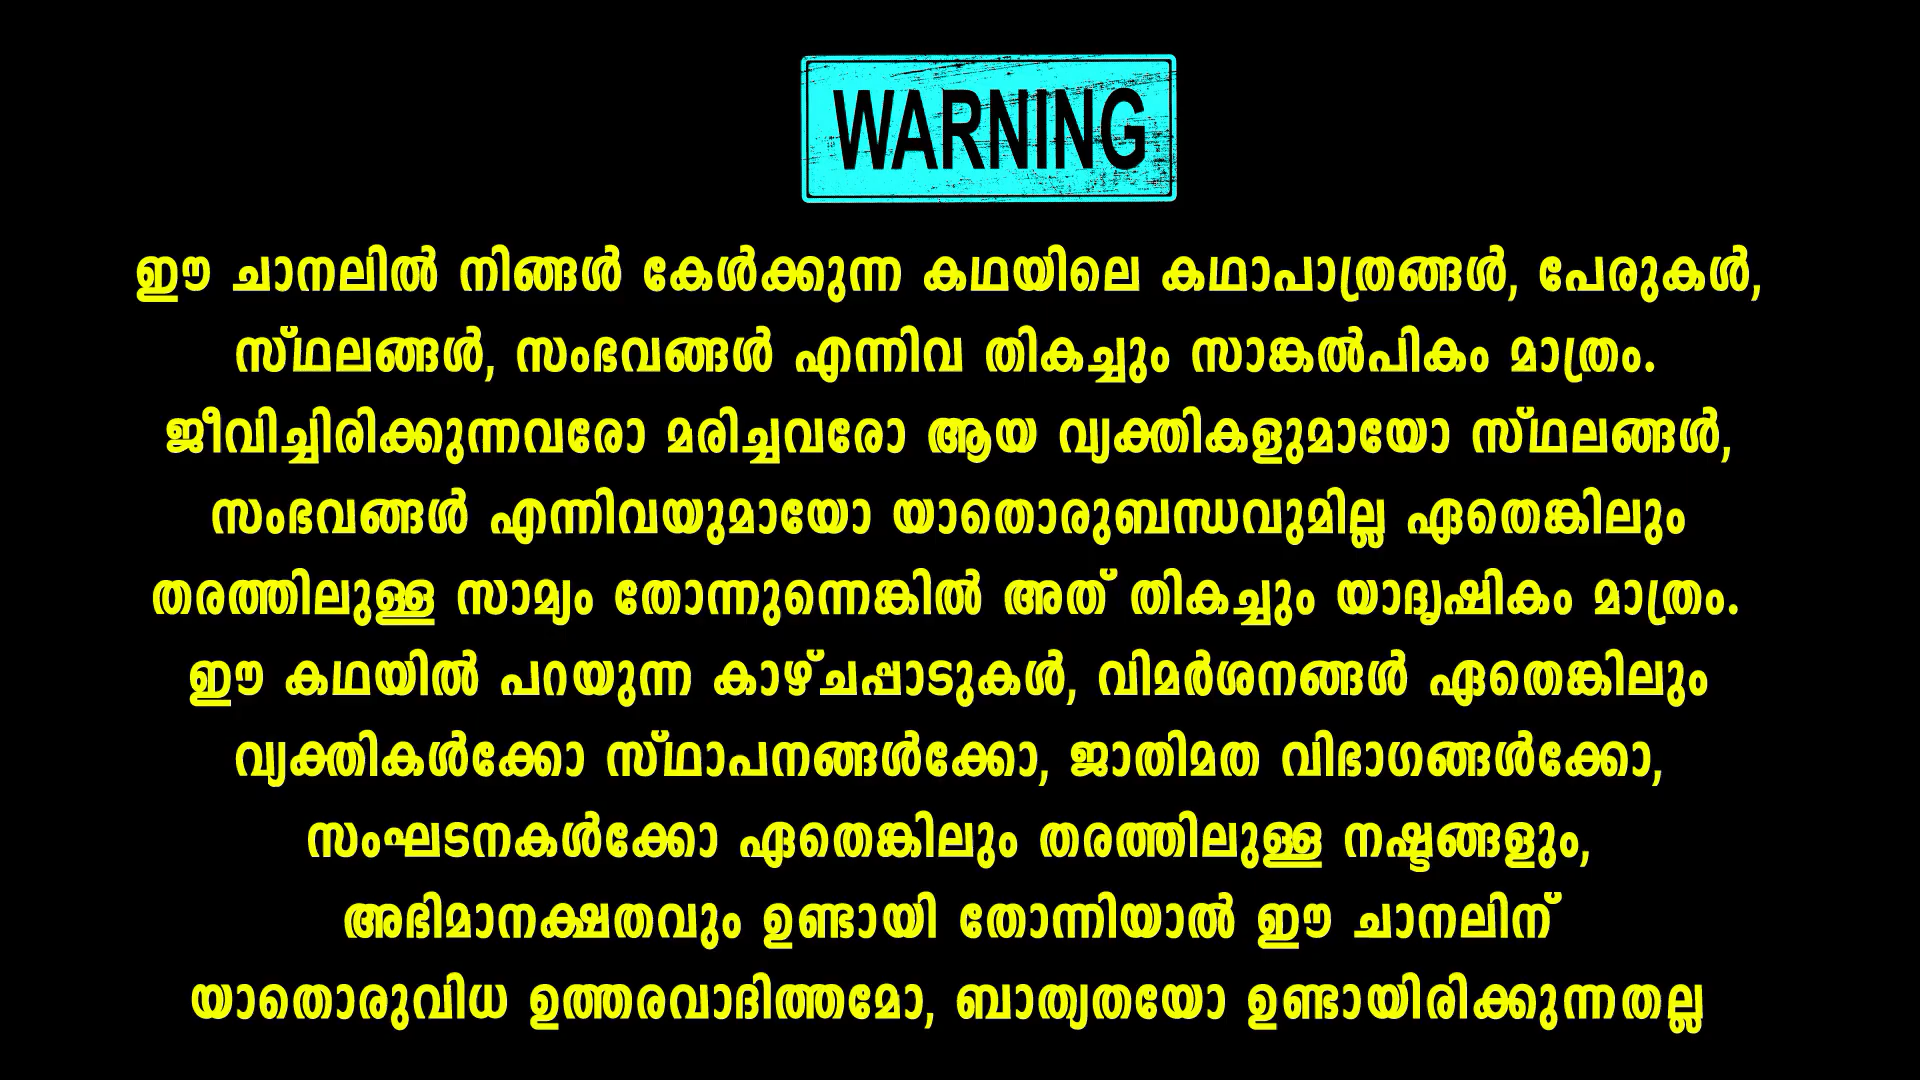 WARNING
ഈ ചാനലിൽ നിങ്ങൾ കേൾക്കുന്ന കഥയിലെ കഥാപാത്രങ്ങൾ, പേരുകൾ,
സ്ഥലങ്ങൾ, സംഭവങ്ങൾ എന്നിവ തികച്ചും സാങ്കൽപികം മാത്രം.
ജീവിച്ചിരിക്കുന്നവരോ മരിച്ചവരോ ആയ വ്യക്തികളുമായോ സ്ഥലങ്ങൾ,
സംഭവങ്ങൾ എന്നിവയുമായോ യാതൊരുബന്ധവുമില്ല ഏതെങ്കിലും
തരത്തിലുള്ള സാമ്യം തോന്നുന്നെങ്കിൽ അത് തികച്ചും യാദൃഷികം മാത്രം.
ഈ കഥയിൽ പറയുന്ന കാഴ്ചപ്പാടുകൾ, വിമർശനങ്ങൾ ഏതെങ്കിലും
വ്യക്തികൾക്കോ സ്ഥാപനങ്ങൾക്കോ, ജാതിമത വിഭാഗങ്ങൾക്കോ,
സംഘടനകൾക്കോ ഏതെങ്കിലും തരത്തിലുള്ള നഷ്ടങ്ങളും,
അഭിമാനക്ഷതവും ഉണ്ടായി തോന്നിയാൽ ഈ ചാനലിന്
യാതൊരുവിധ ഉത്തരവാദിത്തമോ, ബാത്യതയോ ഉണ്ടായിരിക്കുന്നതല്ല